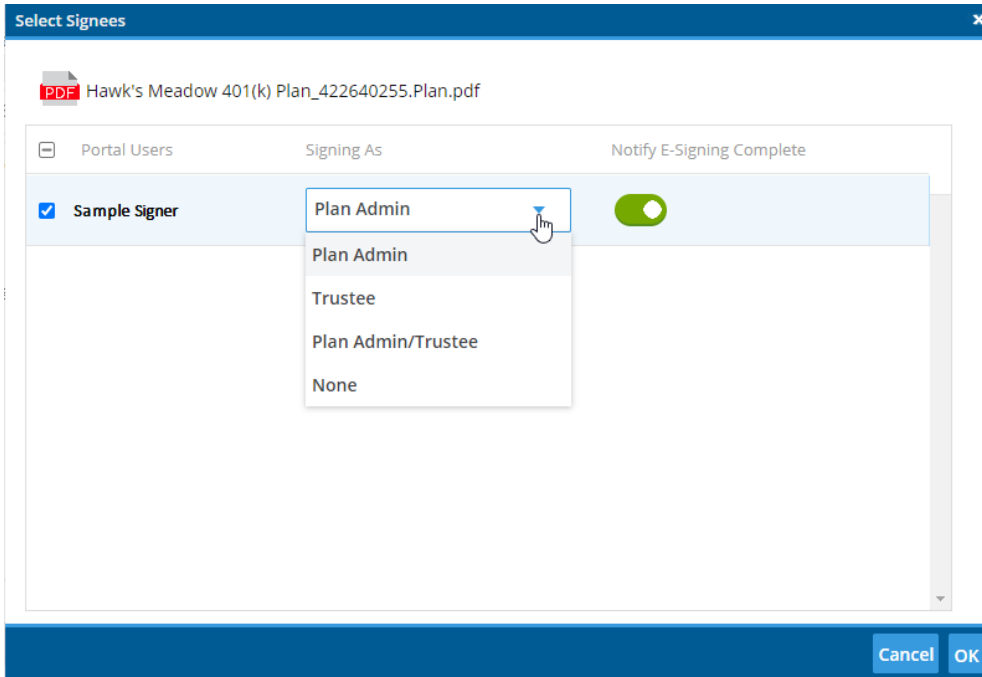 Select Signees
PDF Hawk's Meadow 401(k) Plan_422640255.Plan.pdf
Portal Users Signing As Notify E-Signing Complete
Sample Signer Plan Admin
Plan Admin
Trustee
Plan Admin/Trustee
None
Cancel OK